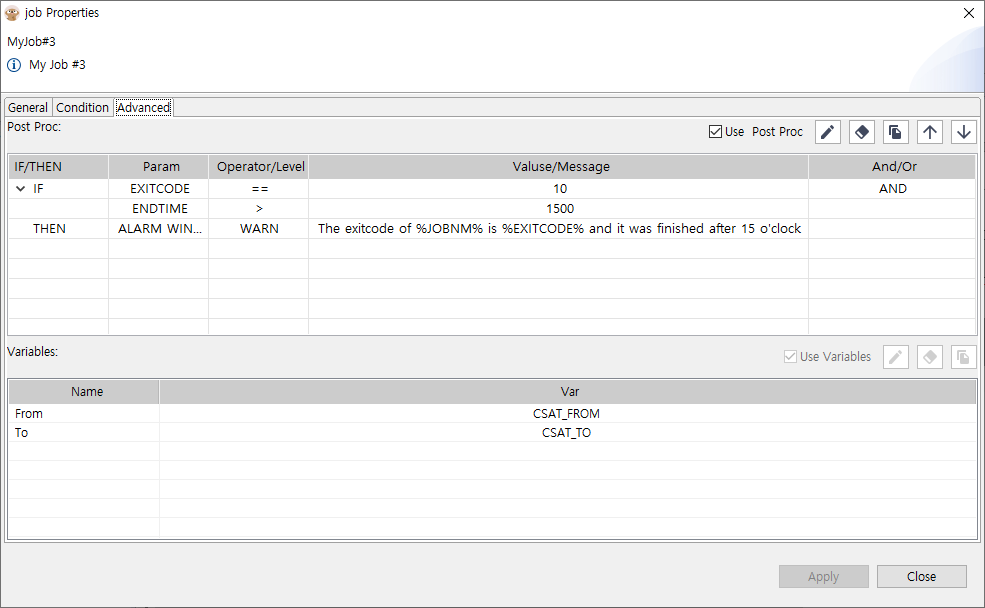 job Properties
MyJob#3
My Job #3
General Condition Advanced
Post Proc:
Use Post Proc
IF/THEN Param Operator/Level Valuse/Message And/Or
IF EXITCODE == 10 AND
ENDTIME > 1500
THEN ALARM WIN... WARN The exitcode of %JOBNM% is %EXITCODE% and it was finished after 15 o'clock
Variables:
Use Variables
Name Var
From CSAT_FROM
To CSAT_TO
Apply Close